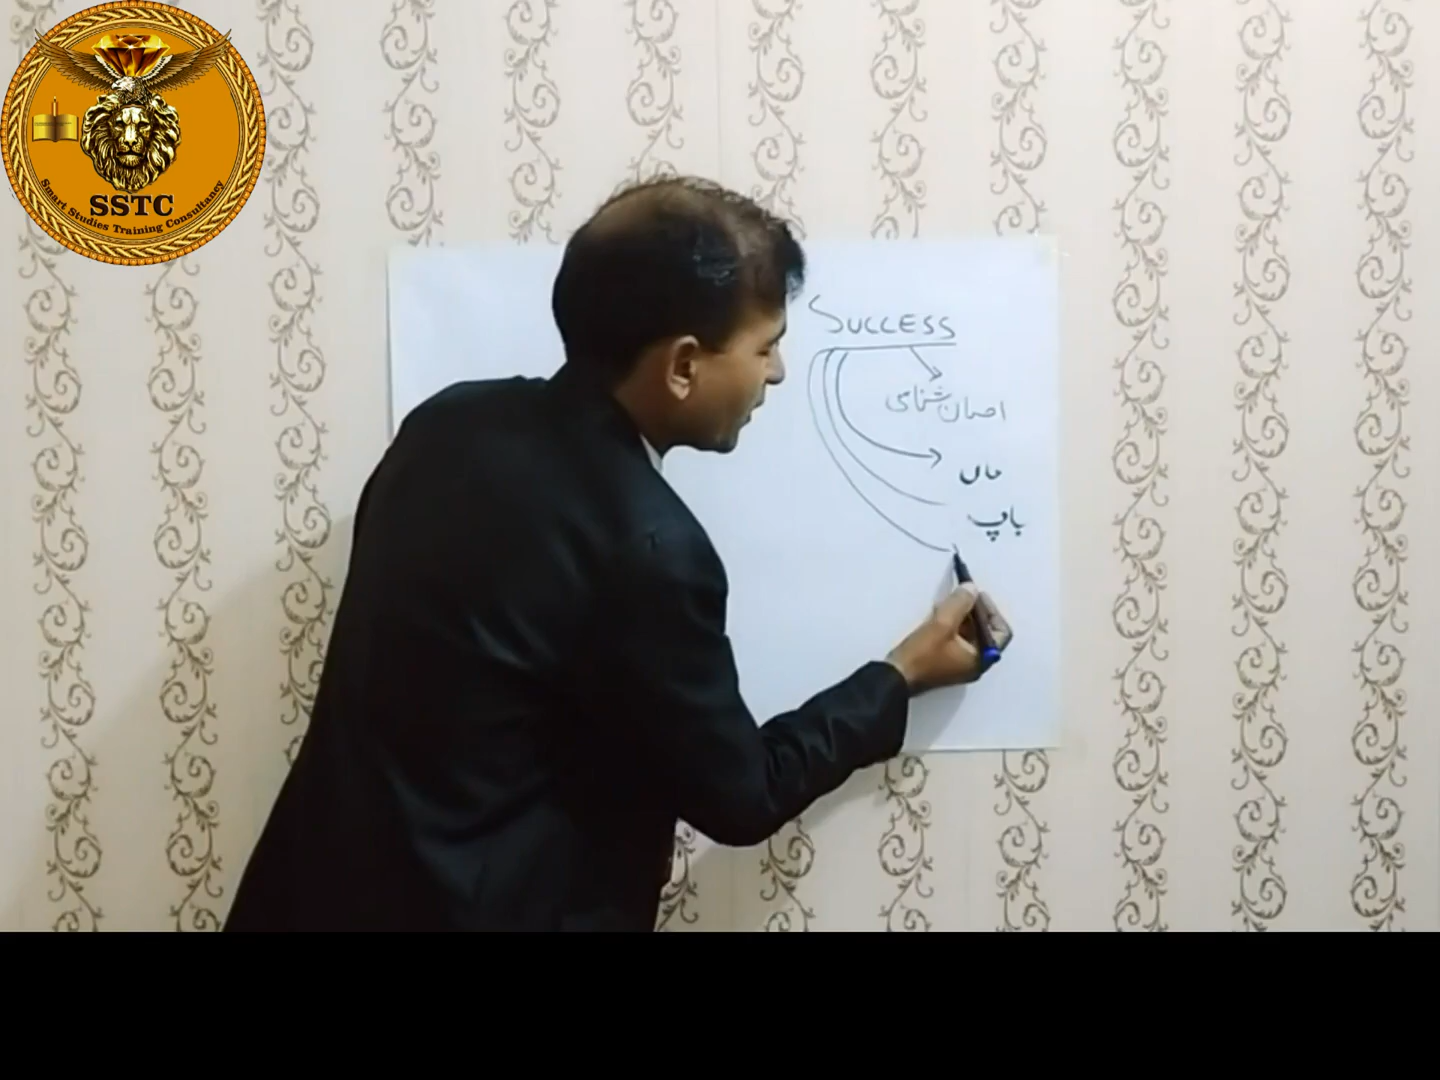 SSTC
Smart Studies Training Consultancy
SUCCESS
احسان شناسی
ماں
باپ